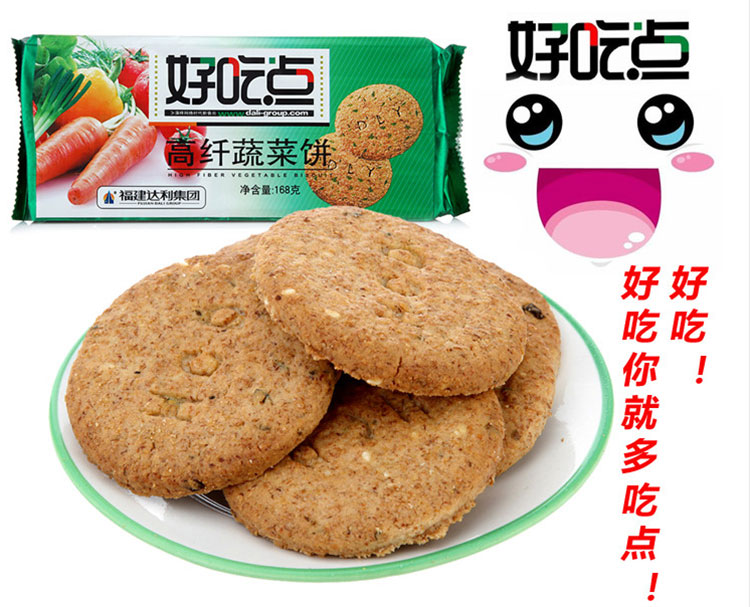 好吃点
www.dali-group.com
高纤蔬菜饼
HIGH FIBER VEGETABLE BISCUITS
净含量:168克
福建达利集团
FUJIAN DALI GROUP
好吃点
好吃！
好吃你就多吃点！